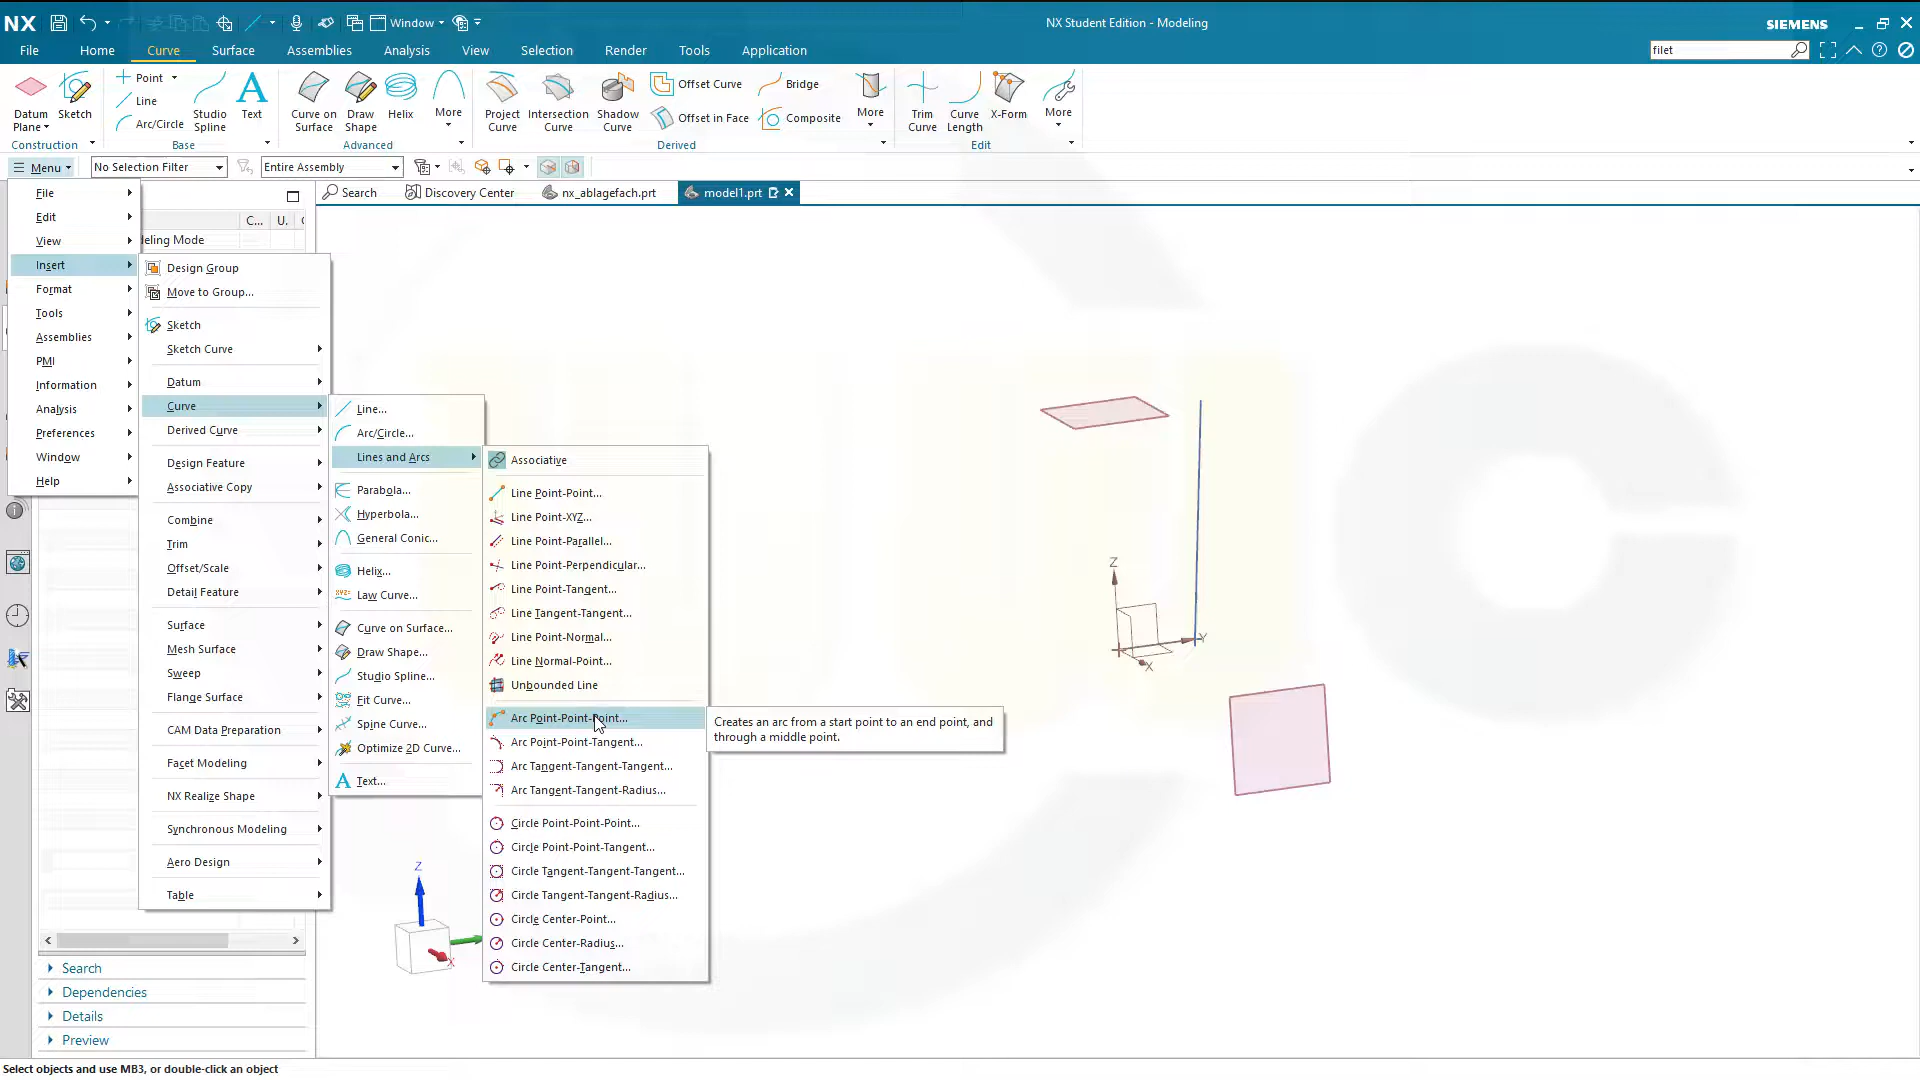 NX
Window
NX Student Edition - Modeling
SIEMENS
File
Home
Curve
Surface
Assemblies
Analysis
View
Selection
Render
Tools
Application
filet
Datum
Plane
Sketch
Construction
Point
Line
Arc/Circle
Studio
Spline
Text
Base
Curve on
Surface
Draw
Shape
Helix
More
Advanced
Project
Curve
Intersection
Curve
Shadow
Curve
Offset Curve
Offset in Face
Bridge
Composite
More
Derived
Trim
Curve
Curve
Length
X-Form
More
Edit
Menu
No Selection Filter
Entire Assembly
Search
Discovery Center
nx_ablagefach.prt
model1.prt
C...
U.
deling Mode
File
Edit
View
Insert
Format
Tools
Assemblies
PMI
Information
Analysis
Preferences
Window
Help
Design Group
Move to Group...
Sketch
Sketch Curve
Datum
Curve
Derived Curve
Design Feature
Associative Copy
Combine
Trim
Offset/Scale
Detail Feature
Surface
Mesh Surface
Sweep
Flange Surface
CAM Data Preparation
Facet Modeling
NX Realize Shape
Synchronous Modeling
Aero Design
Table
Line...
Arc/Circle...
Lines and Arcs
Parabola...
Hyperbola...
General Conic...
Helix...
Law Curve...
Curve on Surface...
Draw Shape...
Studio Spline...
Fit Curve...
Spine Curve...
Optimize 2D Curve...
Text...
Associative
Line Point-Point...
Line Point-XYZ...
Line Point-Parallel...
Line Point-Perpendicular...
Line Point-Tangent...
Line Tangent-Tangent...
Line Point-Normal...
Line Normal-Point...
Unbounded Line
Arc Point-Point-Point...
Arc Point-Point-Tangent...
Arc Tangent-Tangent-Tangent...
Arc Tangent-Tangent-Radius...
Circle Point-Point-Point...
Circle Point-Point-Tangent...
Circle Tangent-Tangent-Tangent...
Circle Tangent-Tangent-Radius...
Circle Center-Point...
Circle Center-Radius...
Circle Center-Tangent...
Creates an arc from a start point to an end point, and
through a middle point.
Z
Y
X
Z
X
Search
Dependencies
Details
Preview
Select objects and use MB3, or double-click an object